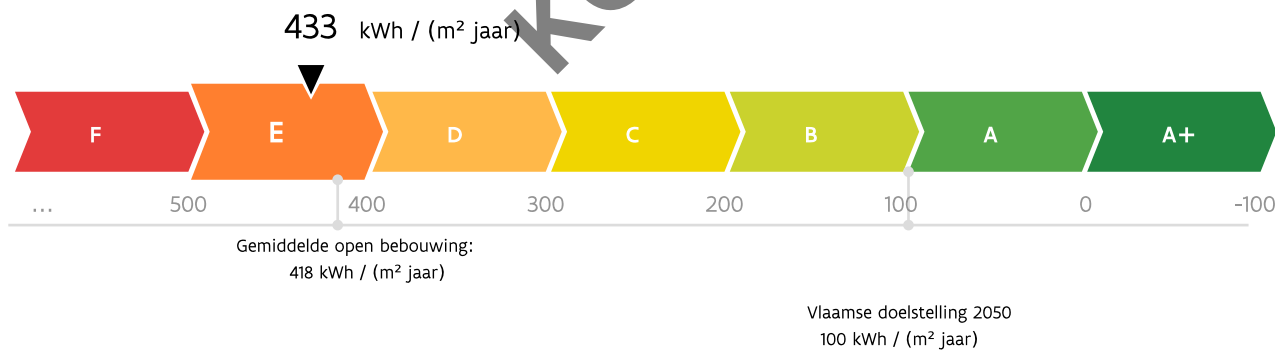 433 kWh / (m² jaar)
F E D C B A A+
... 500 400 300 200 100 0 -100
Gemiddelde open bebouwing:
418 kWh / (m² jaar)
Vlaamse doelstelling 2050
100 kWh / (m² jaar)